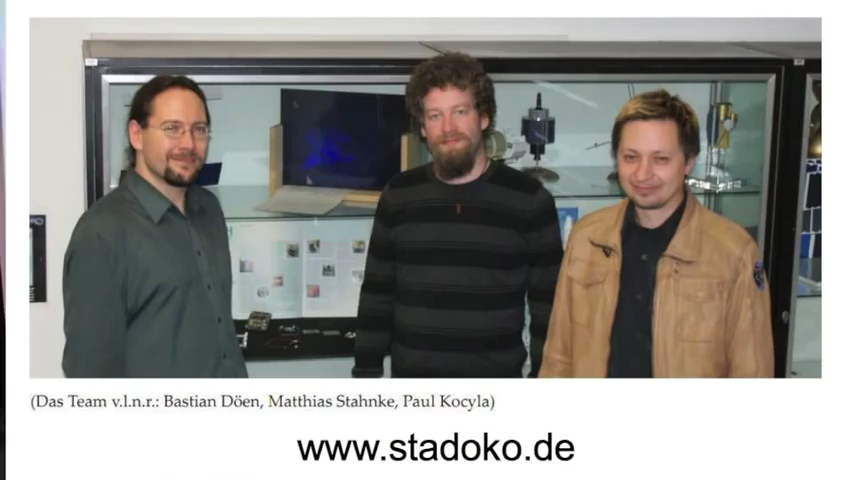 (Das Team v.l.n.r.: Bastian Döen, Matthias Stahnke, Paul Kocyla)
www.stadoko.de